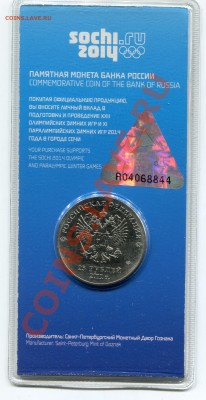 sochi.ru
2014
ПАМЯТНАЯ МОНЕТА БАНКА РОССИИ
COMMEMORATIVE COIN OF THE BANK OF RUSSIA
ПОКУПАЯ ОФИЦИАЛЬНУЮ ПРОДУКЦИЮ,
ВЫ ВНОСИТЕ ЛИЧНЫЙ ВКЛАД В
ПОДГОТОВКУ И ПРОВЕДЕНИЕ XXII
ОЛИМПИЙСКИХ ЗИМНИХ ИГР И XI
ПАРАЛИМПИЙСКИХ ЗИМНИХ ИГР 2014
ГОДА В ГОРОДЕ СОЧИ.
YOUR PURCHASE SUPPORTS
THE SOCHI 2014 OLYMPIC
AND PARALYMPIC WINTER GAMES
A04068844
РОССИЙСКАЯ ФЕДЕРАЦИЯ
25 РУБЛЕЙ
Производитель: Санкт-Петербургский Монетный Двор Гознака
Manufacturer: Saint-Petersburg Mint of Goznak